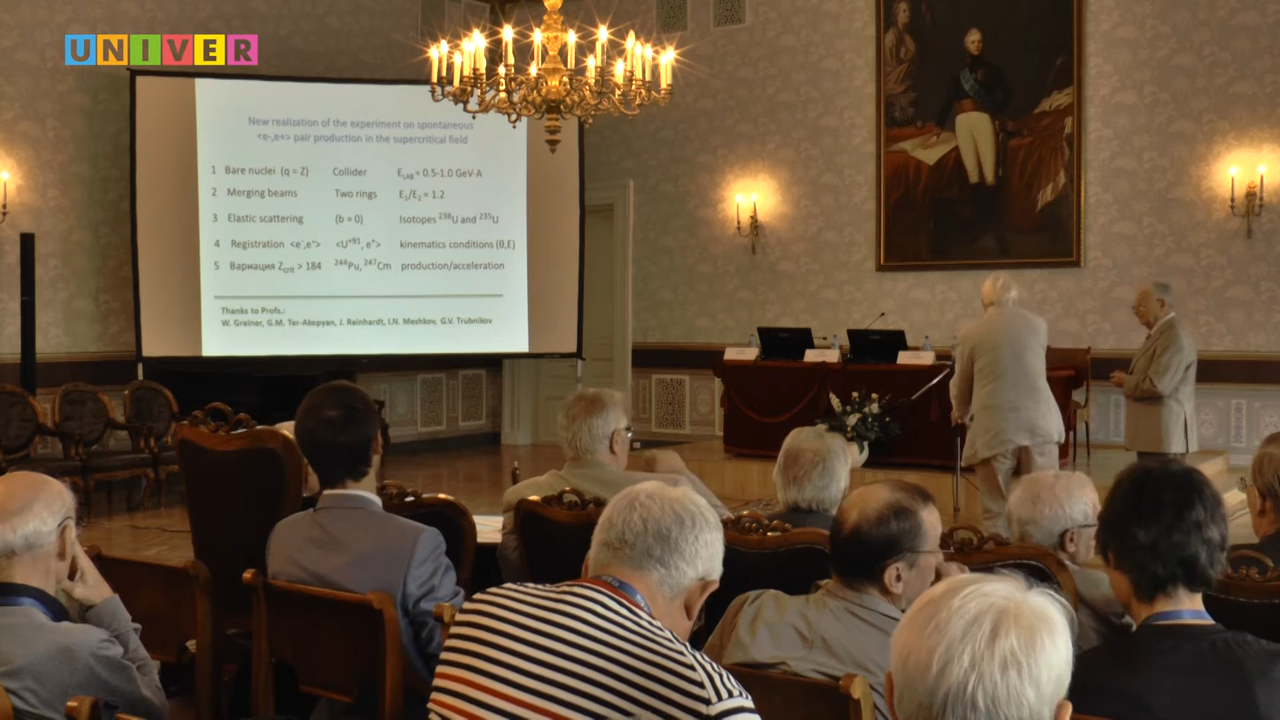 UNIVER
New realization of the experiment on spontaneous
<e-,e+> pair production in the supercritical field
1 Bare nuclei (q = Z) Collider E_LAB = 0.5-1.0 GeV·A
2 Merging beams Two rings E₁/E₂ = 1.2
3 Elastic scattering (b = 0) Isotopes ²³⁸U and ²³⁵U
4 Registration <e⁻,e⁺> <U⁺⁹¹, e⁺> kinematics conditions (θ,E)
5 Вариация Z_crit > 184 ²⁴⁴Pu, ²⁴⁷Cm production/acceleration
Thanks to Profs.:
W. Greiner, G.M. Ter-Akopyan, J. Reinhardt, I.N. Meshkov, G.V. Trubnikov